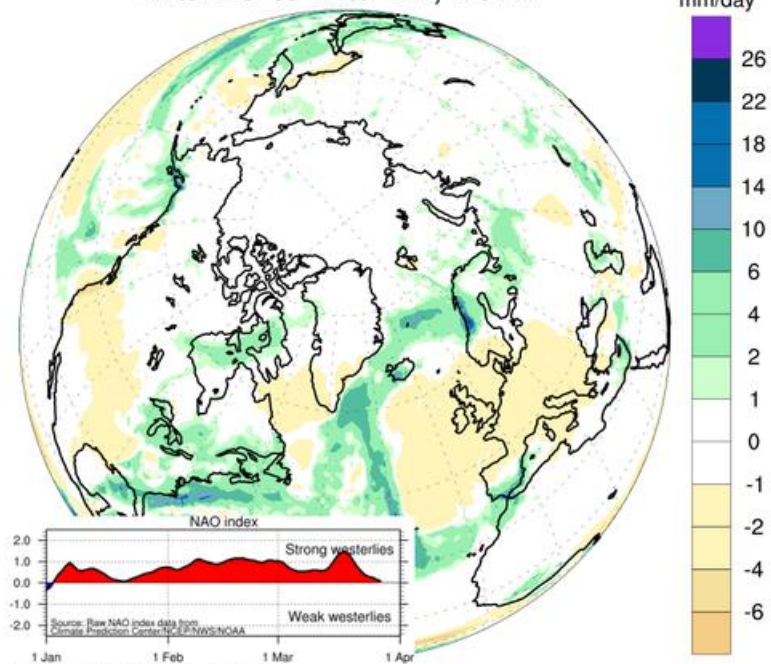 mm/day
26
22
18
14
10
6
4
2
1
0
-1
-2
-4
-6
NAO index
2.0
1.0
0.0
-1.0
-2.0
Strong westerlies
Weak westerlies
Source: Raw NAO index data from
Climate Prediction Center/NCEP/NWS/NOAA
1 Jan
1 Feb
1 Mar
1 Apr